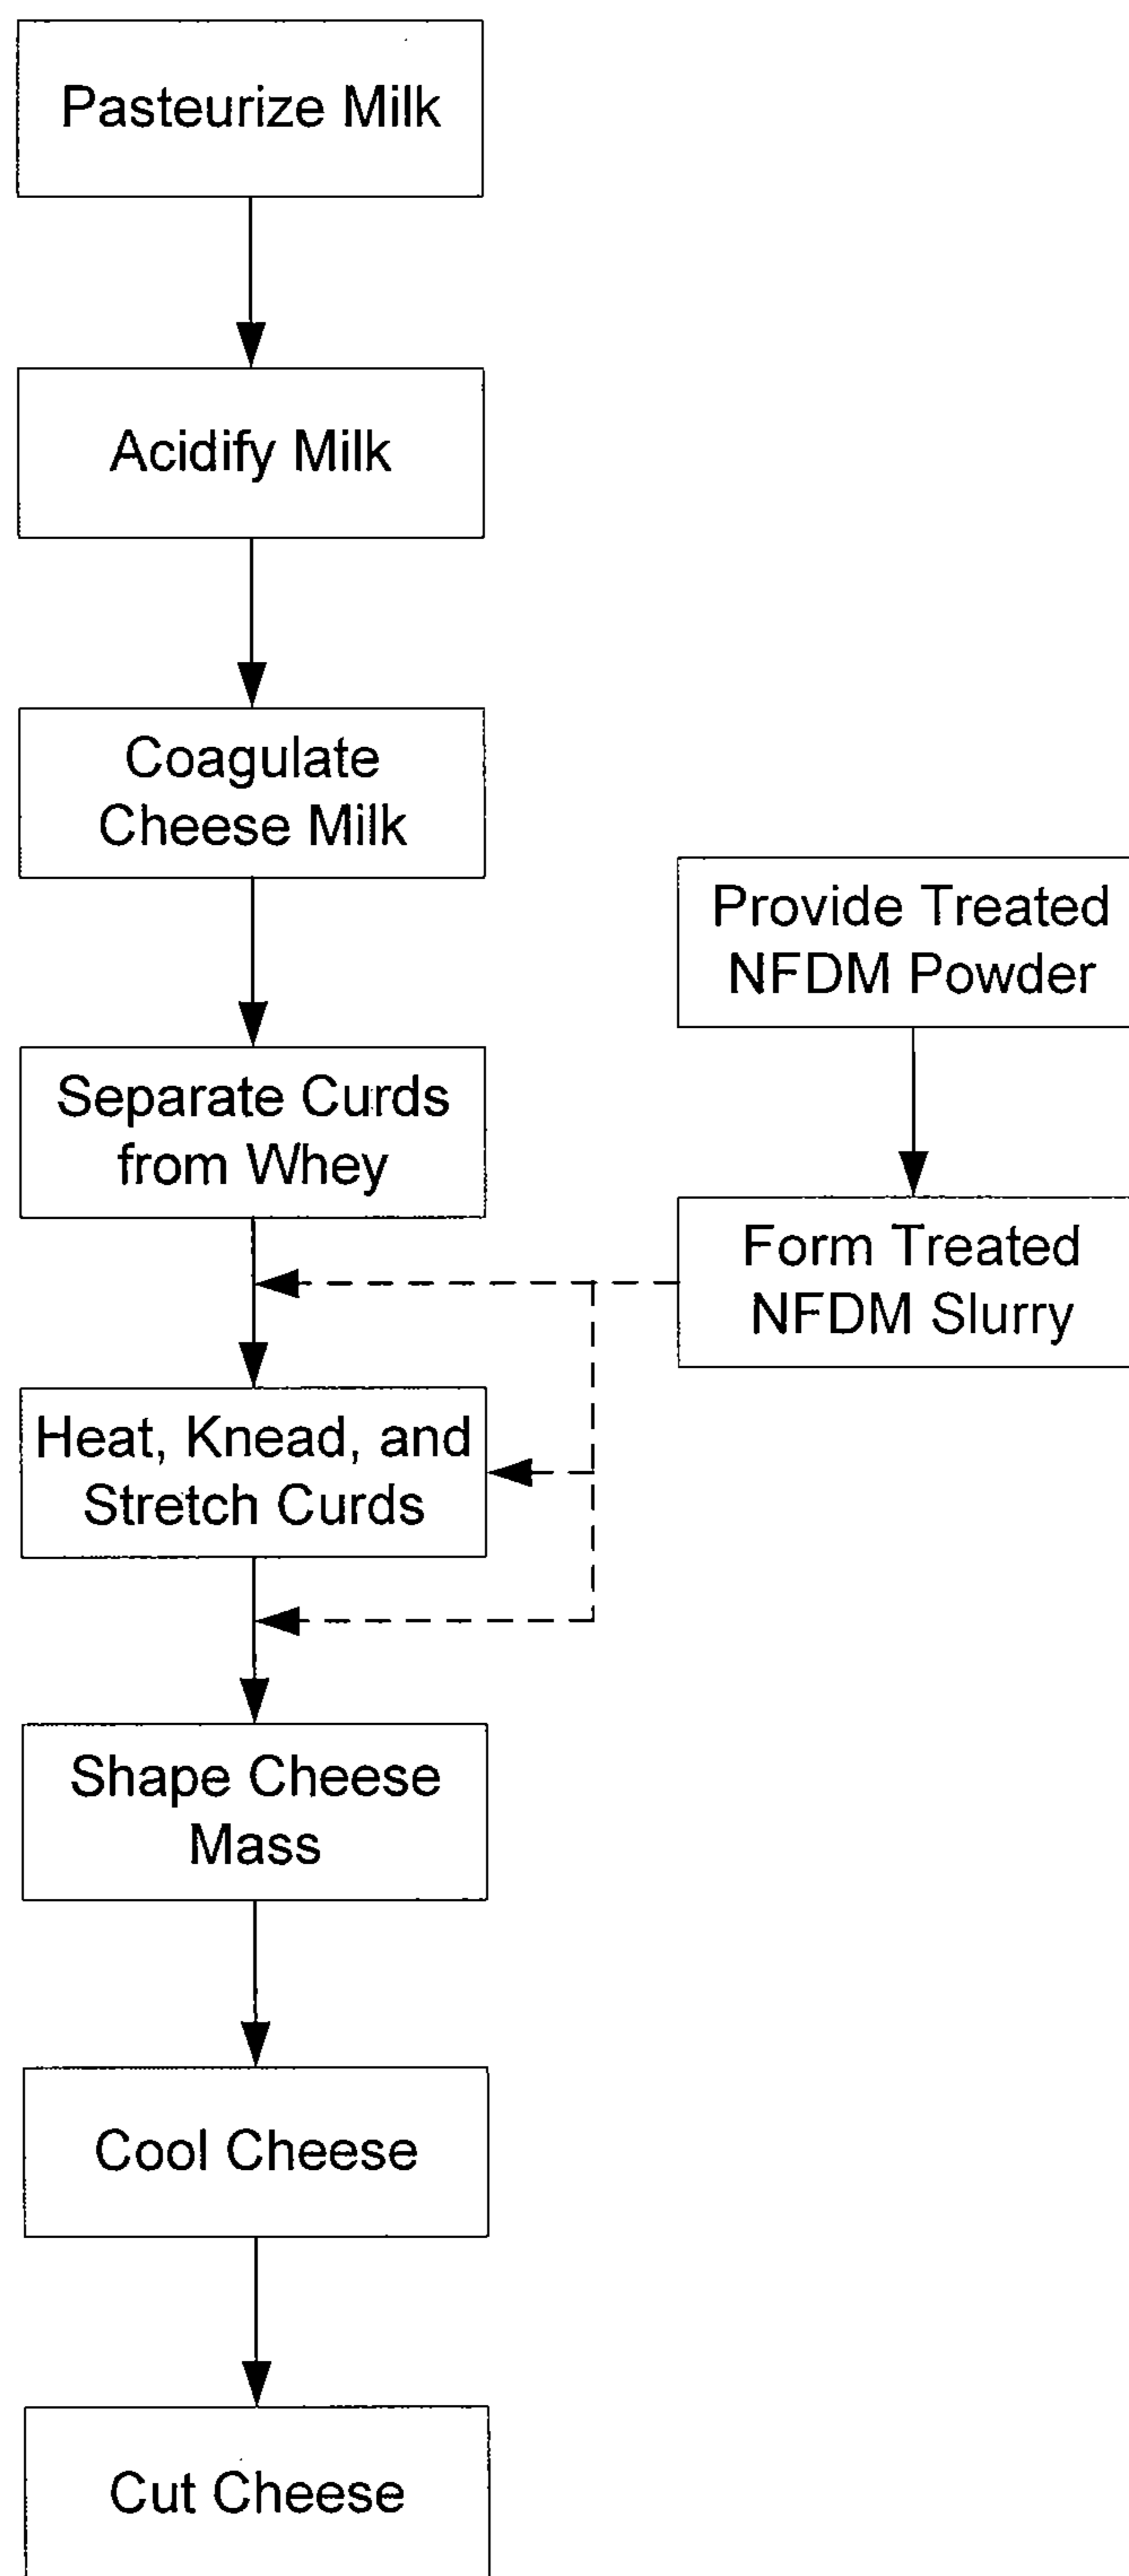 Pasteurize Milk
Acidify Milk
Coagulate
Cheese Milk
Provide Treated
NFDM Powder
Separate Curds
from Whey
Form Treated
NFDM Slurry
Heat, Knead, and
Stretch Curds
Shape Cheese
Mass
Cool Cheese
Cut Cheese